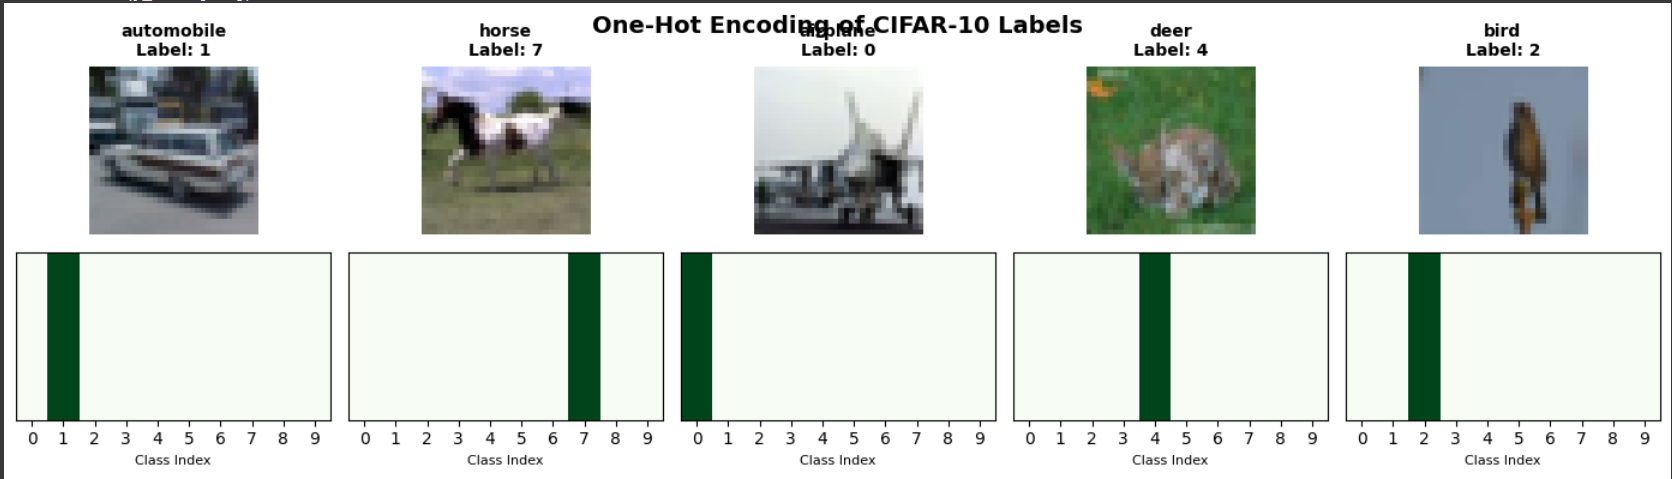 One-Hot Encoding of CIFAR-10 Labels
automobile
Label: 1
horse
Label: 7
airplane
Label: 0
deer
Label: 4
bird
Label: 2
0 1 2 3 4 5 6 7 8 9
Class Index
0 1 2 3 4 5 6 7 8 9
Class Index
0 1 2 3 4 5 6 7 8 9
Class Index
0 1 2 3 4 5 6 7 8 9
Class Index
0 1 2 3 4 5 6 7 8 9
Class Index